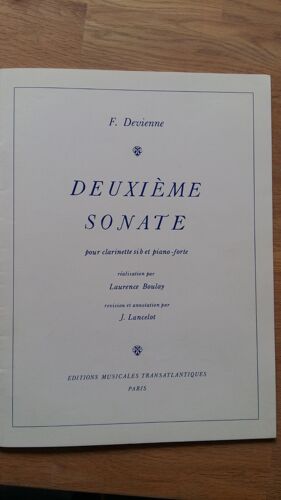 F. Devienne
DEUXIÈME
SONATE
pour clarinette sib et piano-forte
réalisation par
Laurence Boulay
revision et annotation par
J. Lancelot
EDITIONS MUSICALES TRANSATLANTIQUES
PARIS